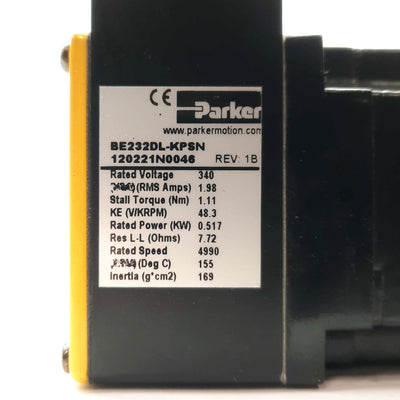 CE Parker
www.parkermotion.com
BE232DL-KPSN
120221N0046 REV: 1B
Rated Voltage 340
(RMS Amps) 1.98
Stall Torque (Nm) 1.11
KE (V/KRPM) 48.3
Rated Power (KW) 0.517
Res L-L (Ohms) 7.72
Rated Speed 4990
(Deg C) 155
Inertia (g*cm2) 169